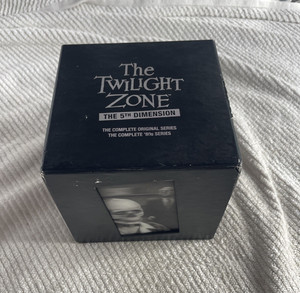 The
TWILIGHT
ZONE
THE 5TH DIMENSION
THE COMPLETE ORIGINAL SERIES
THE COMPLETE '80s SERIES